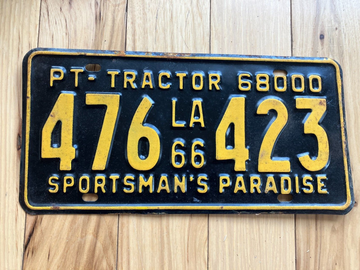 PT- TRACTOR 68000
476 LA 66 423
SPORTSMAN'S PARADISE